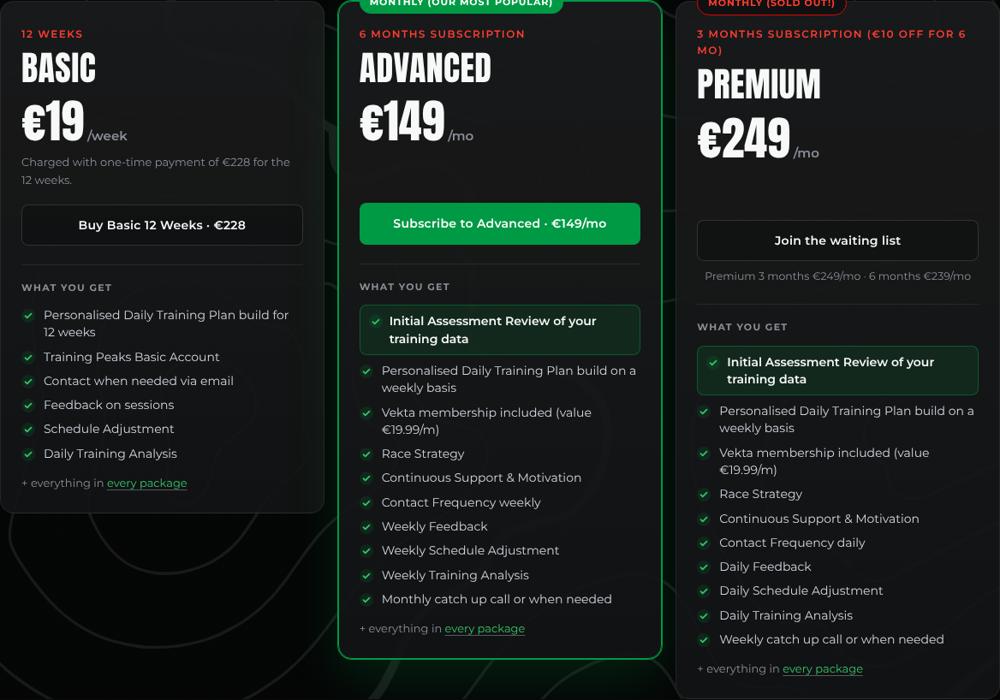 12 WEEKS
BASIC
€19 /week
Charged with one-time payment of €228 for the
12 weeks.
Buy Basic 12 Weeks · €228
WHAT YOU GET
Personalised Daily Training Plan build for
12 weeks
Training Peaks Basic Account
Contact when needed via email
Feedback on sessions
Schedule Adjustment
Daily Training Analysis
+ everything in every package
MONTHLY (OUR MOST POPULAR)
6 MONTHS SUBSCRIPTION
ADVANCED
€149 /mo
Subscribe to Advanced · €149/mo
WHAT YOU GET
Initial Assessment Review of your
training data
Personalised Daily Training Plan build on a
weekly basis
Vekta membership included (value
€19.99/m)
Race Strategy
Continuous Support & Motivation
Contact Frequency weekly
Weekly Feedback
Weekly Schedule Adjustment
Weekly Training Analysis
Monthly catch up call or when needed
+ everything in every package
MONTHLY (SOLD OUT!)
3 MONTHS SUBSCRIPTION (€10 OFF FOR 6
MO)
PREMIUM
€249 /mo
Join the waiting list
Premium 3 months €249/mo · 6 months €239/mo
WHAT YOU GET
Initial Assessment Review of your
training data
Personalised Daily Training Plan build on a
weekly basis
Vekta membership included (value
€19.99/m)
Race Strategy
Continuous Support & Motivation
Contact Frequency daily
Daily Feedback
Daily Schedule Adjustment
Daily Training Analysis
Weekly catch up call or when needed
+ everything in every package